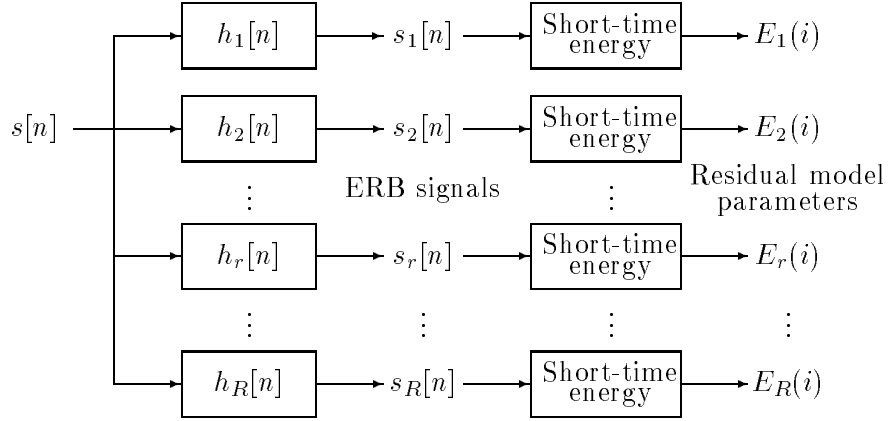 h_1[n] s_1[n] Short-time energy E_1(i)
s[n] h_2[n] s_2[n] Short-time energy E_2(i)
⋮ ERB signals ⋮ Residual model parameters
h_r[n] s_r[n] Short-time energy E_r(i)
⋮ ⋮ ⋮ ⋮
h_R[n] s_R[n] Short-time energy E_R(i)